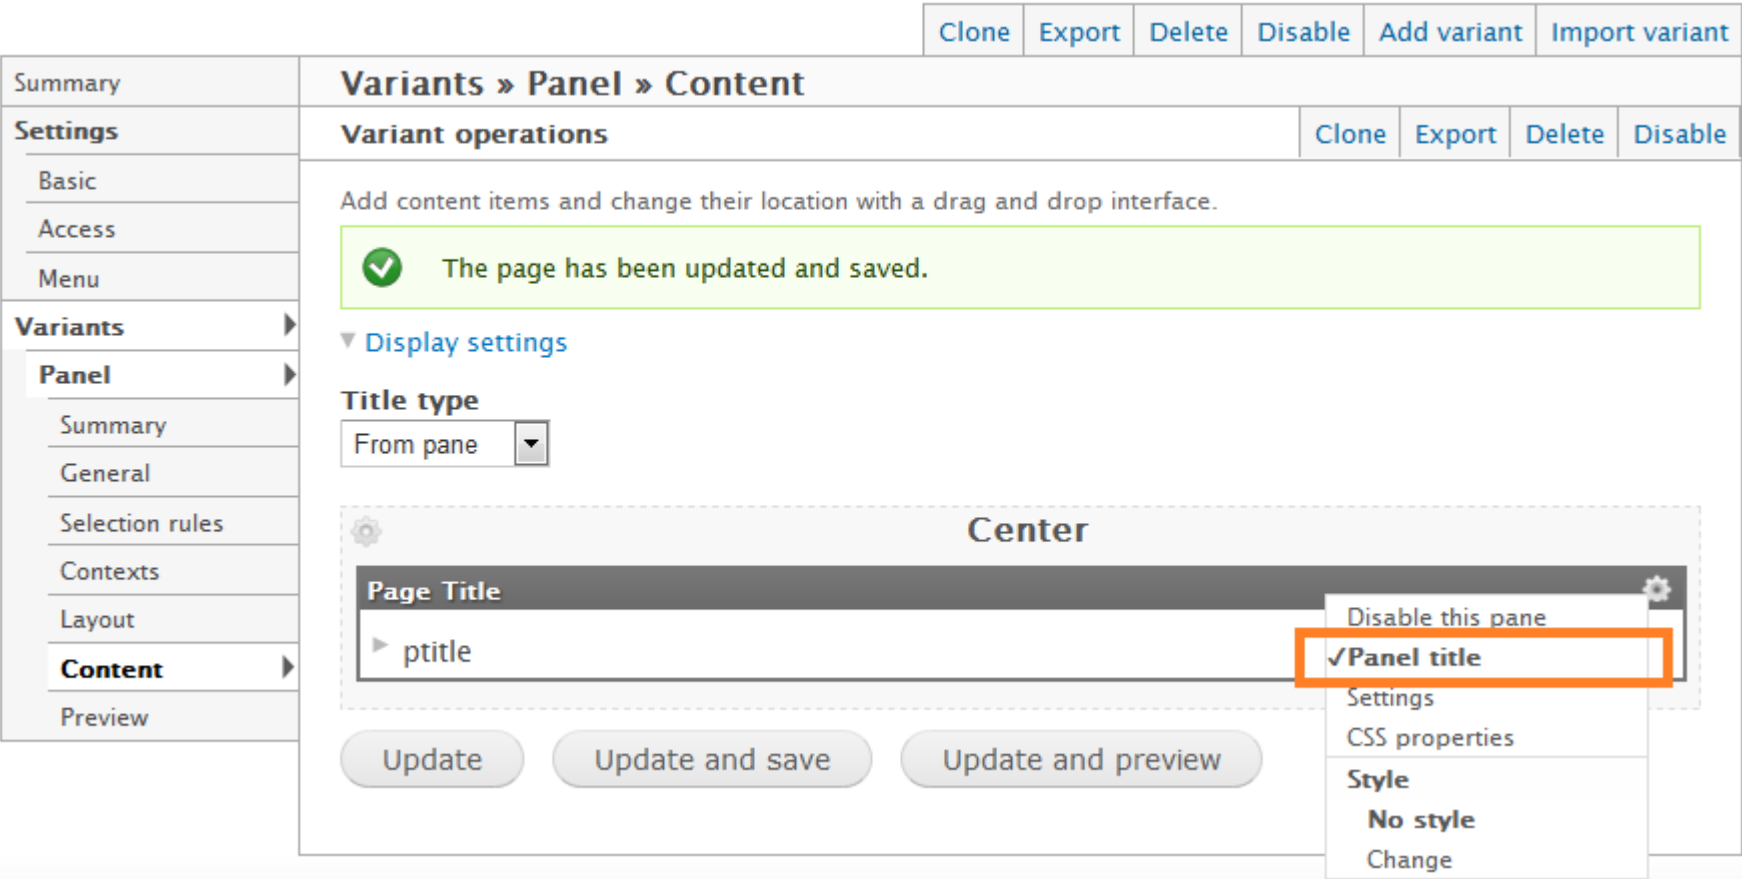 Clone Export Delete Disable Add variant Import variant
Summary
Settings
Basic
Access
Menu
Variants
Panel
Summary
General
Selection rules
Contexts
Layout
Content
Preview
Variants » Panel » Content
Variant operations
Clone Export Delete Disable
Add content items and change their location with a drag and drop interface.
The page has been updated and saved.
Display settings
Title type
From pane
Center
Page Title
ptitle
Disable this pane
✓Panel title
Settings
CSS properties
Style
No style
Change
Update Update and save Update and preview